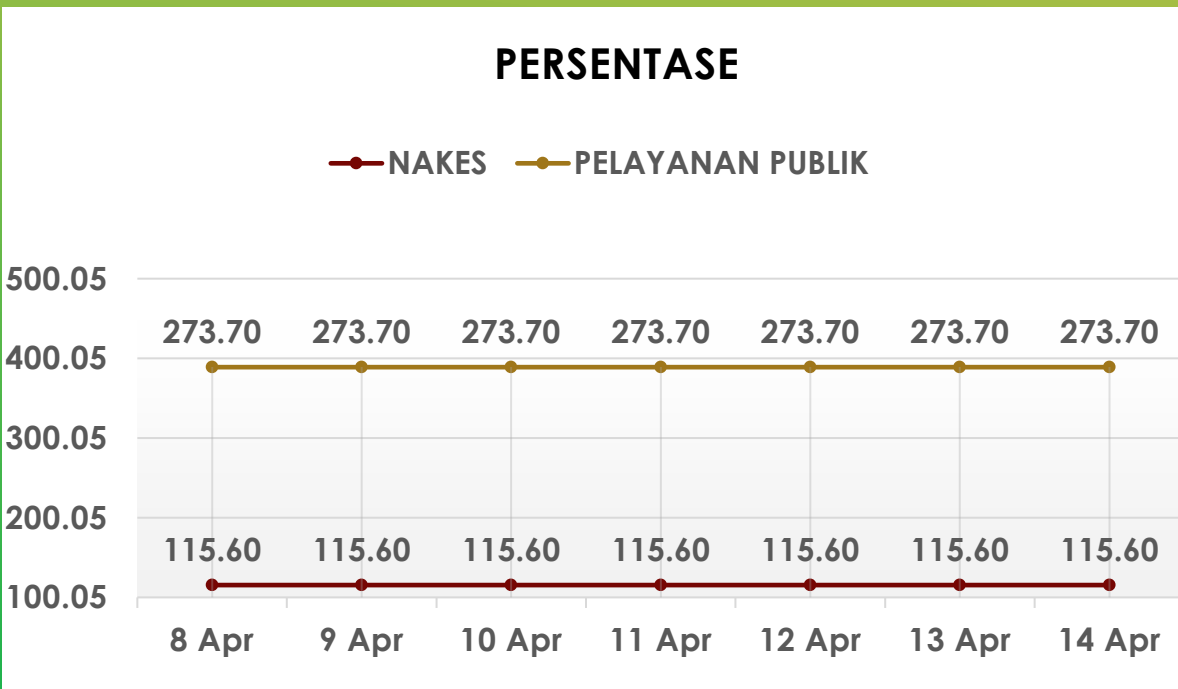 PERSENTASE
NAKES PELAYANAN PUBLIK
500.05
273.70 273.70 273.70 273.70 273.70 273.70 273.70
400.05
300.05
200.05
115.60 115.60 115.60 115.60 115.60 115.60 115.60
100.05
8 Apr 9 Apr 10 Apr 11 Apr 12 Apr 13 Apr 14 Apr